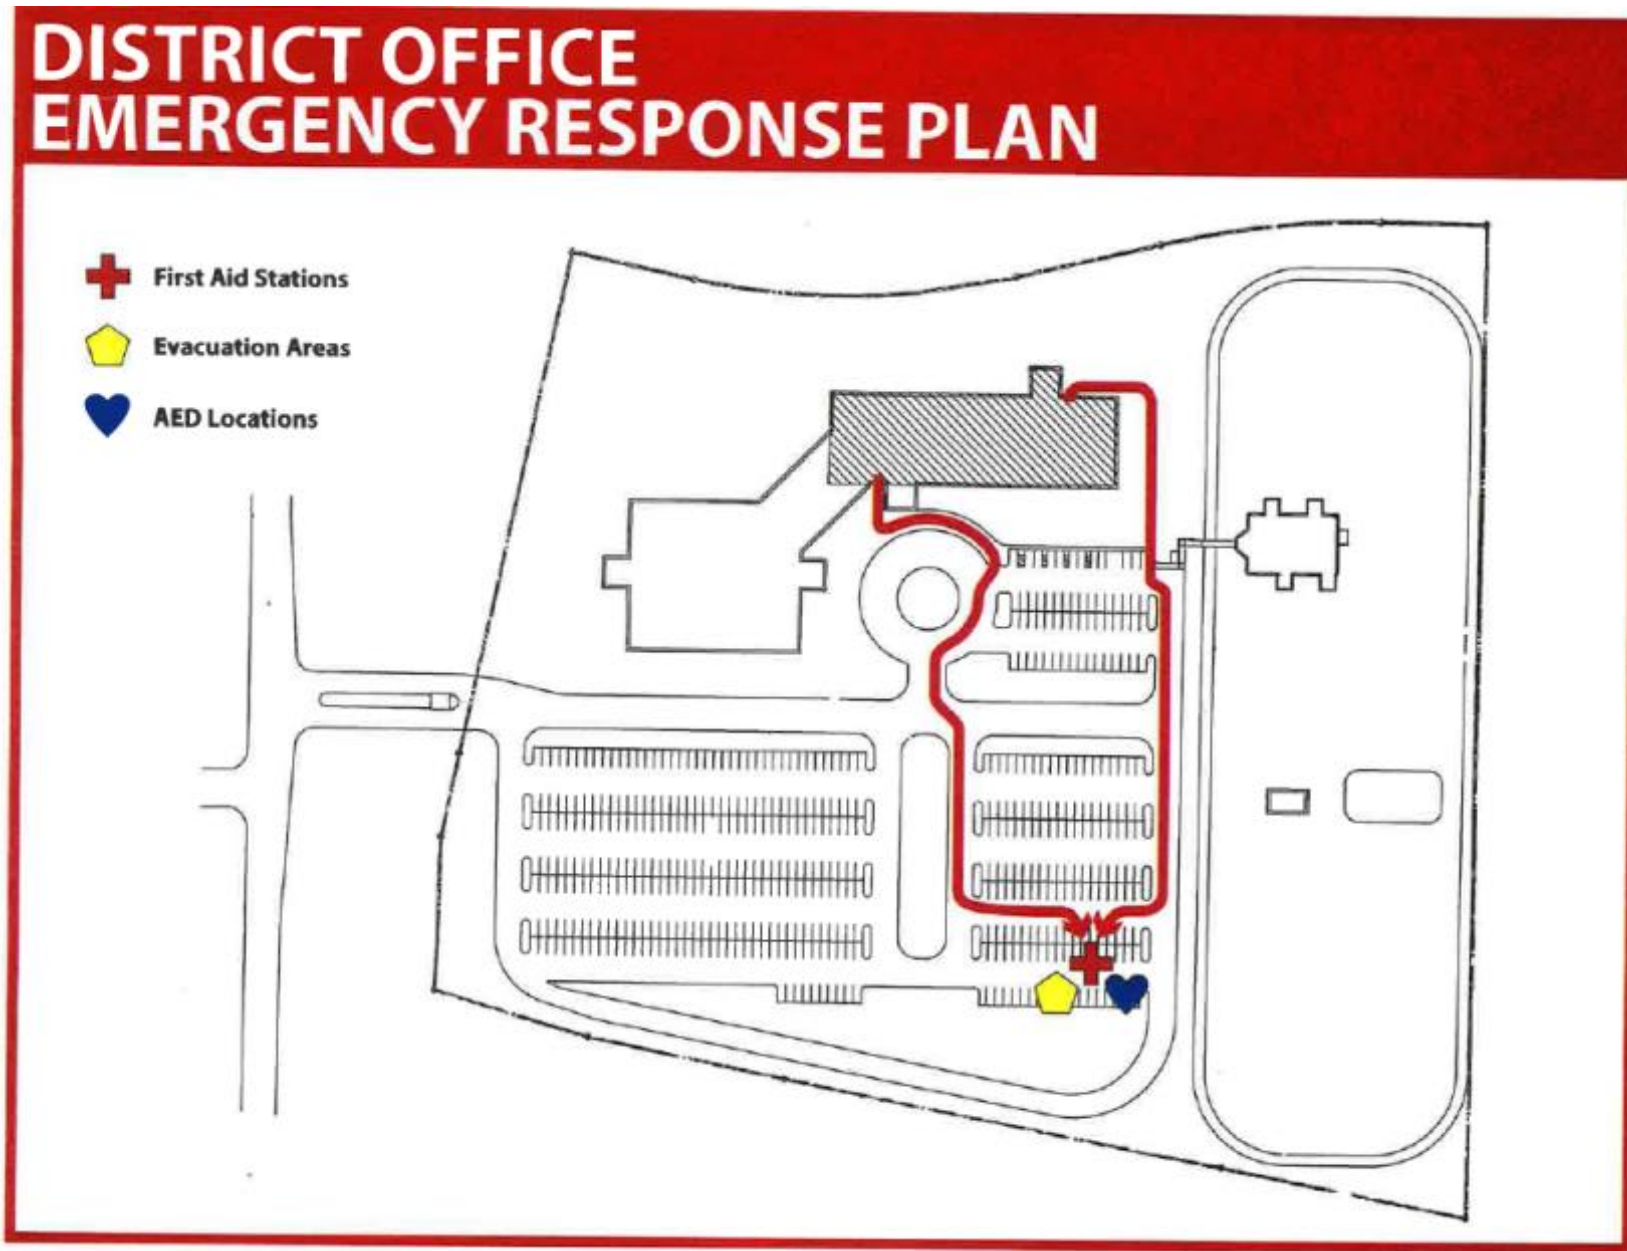 DISTRICT OFFICE
EMERGENCY RESPONSE PLAN
First Aid Stations
Evacuation Areas
AED Locations